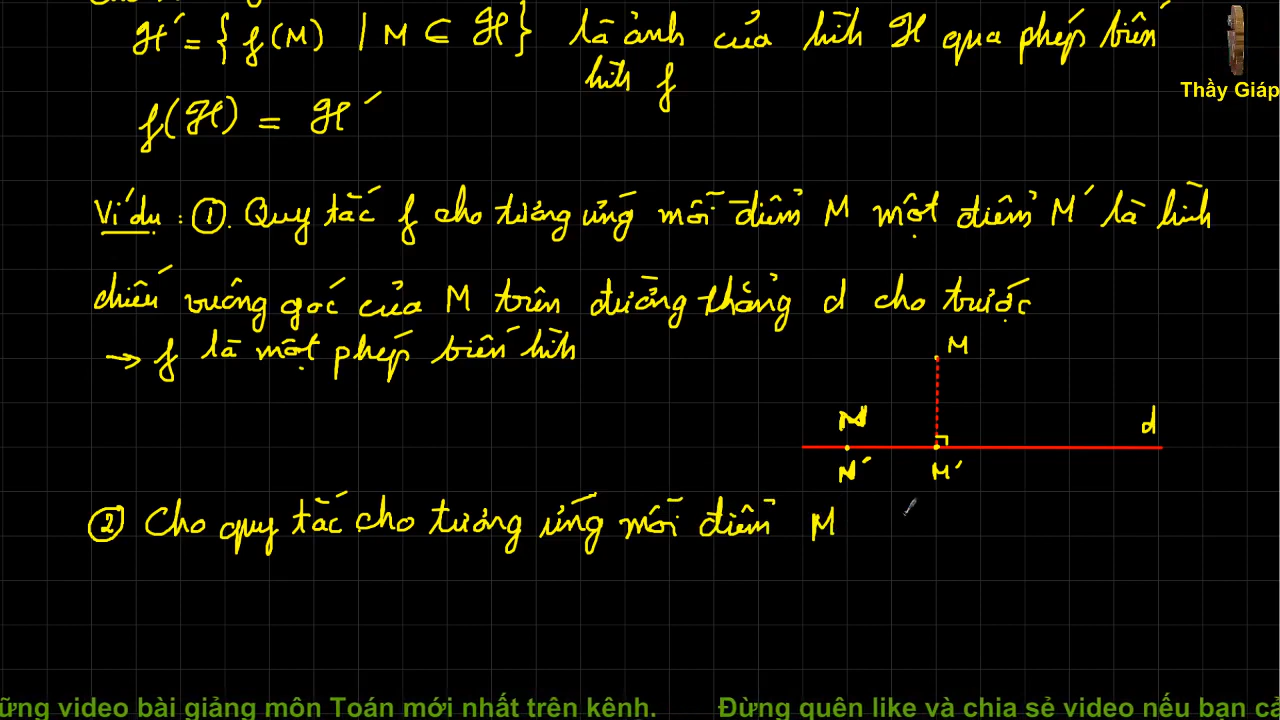 ℋ' = { f(M) | M ∈ ℋ } là ảnh của hình ℋ qua phép biến
hình f
Thầy Giáp
f(ℋ) = ℋ'
Ví dụ: ①. Quy tắc f cho tương ứng mỗi điểm M một điểm M' là hình
chiếu vuông góc của M trên đường thẳng d cho trước
→ f là một phép biến hình
M
N
d
N'
M'
② Cho quy tắc cho tương ứng mỗi điểm M
ững video bài giảng môn Toán mới nhất trên kênh. Đừng quên like và chia sẻ video nếu bạn cả